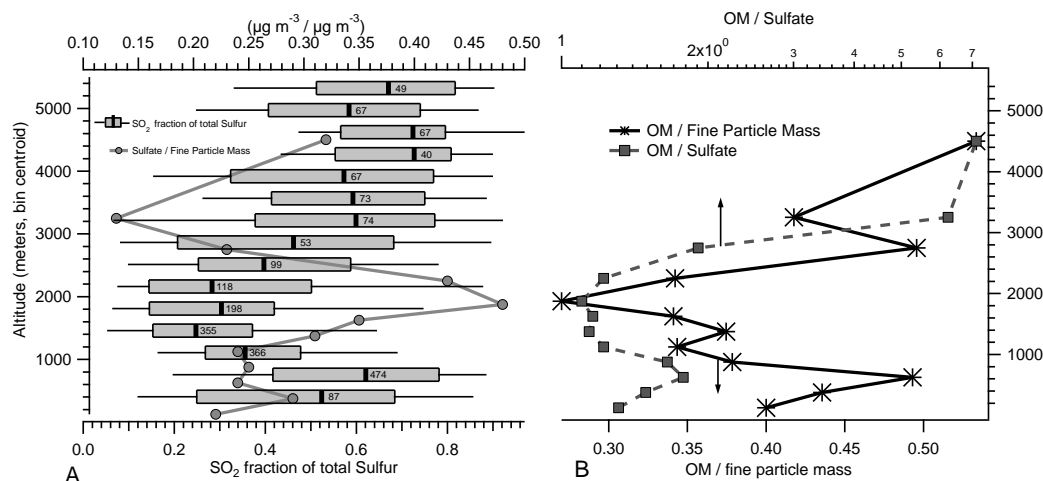 (µg m⁻³ / µg m⁻³)
0.10 0.15 0.20 0.25 0.30 0.35 0.40 0.45 0.50
Altitude (meters, bin centroid)
5000
4000
3000
2000
1000
SO₂ fraction of total Sulfur
Sulfate / Fine Particle Mass
49
67
67
40
67
73
74
53
99
118
198
355
366
474
87
0.0 0.2 0.4 0.6 0.8
A SO₂ fraction of total Sulfur
OM / Sulfate
1 2x10⁰ 3 4 5 6 7
OM / Fine Particle Mass
OM / Sulfate
5000
4000
3000
2000
1000
0
0.30 0.35 0.40 0.45 0.50
B OM / fine particle mass